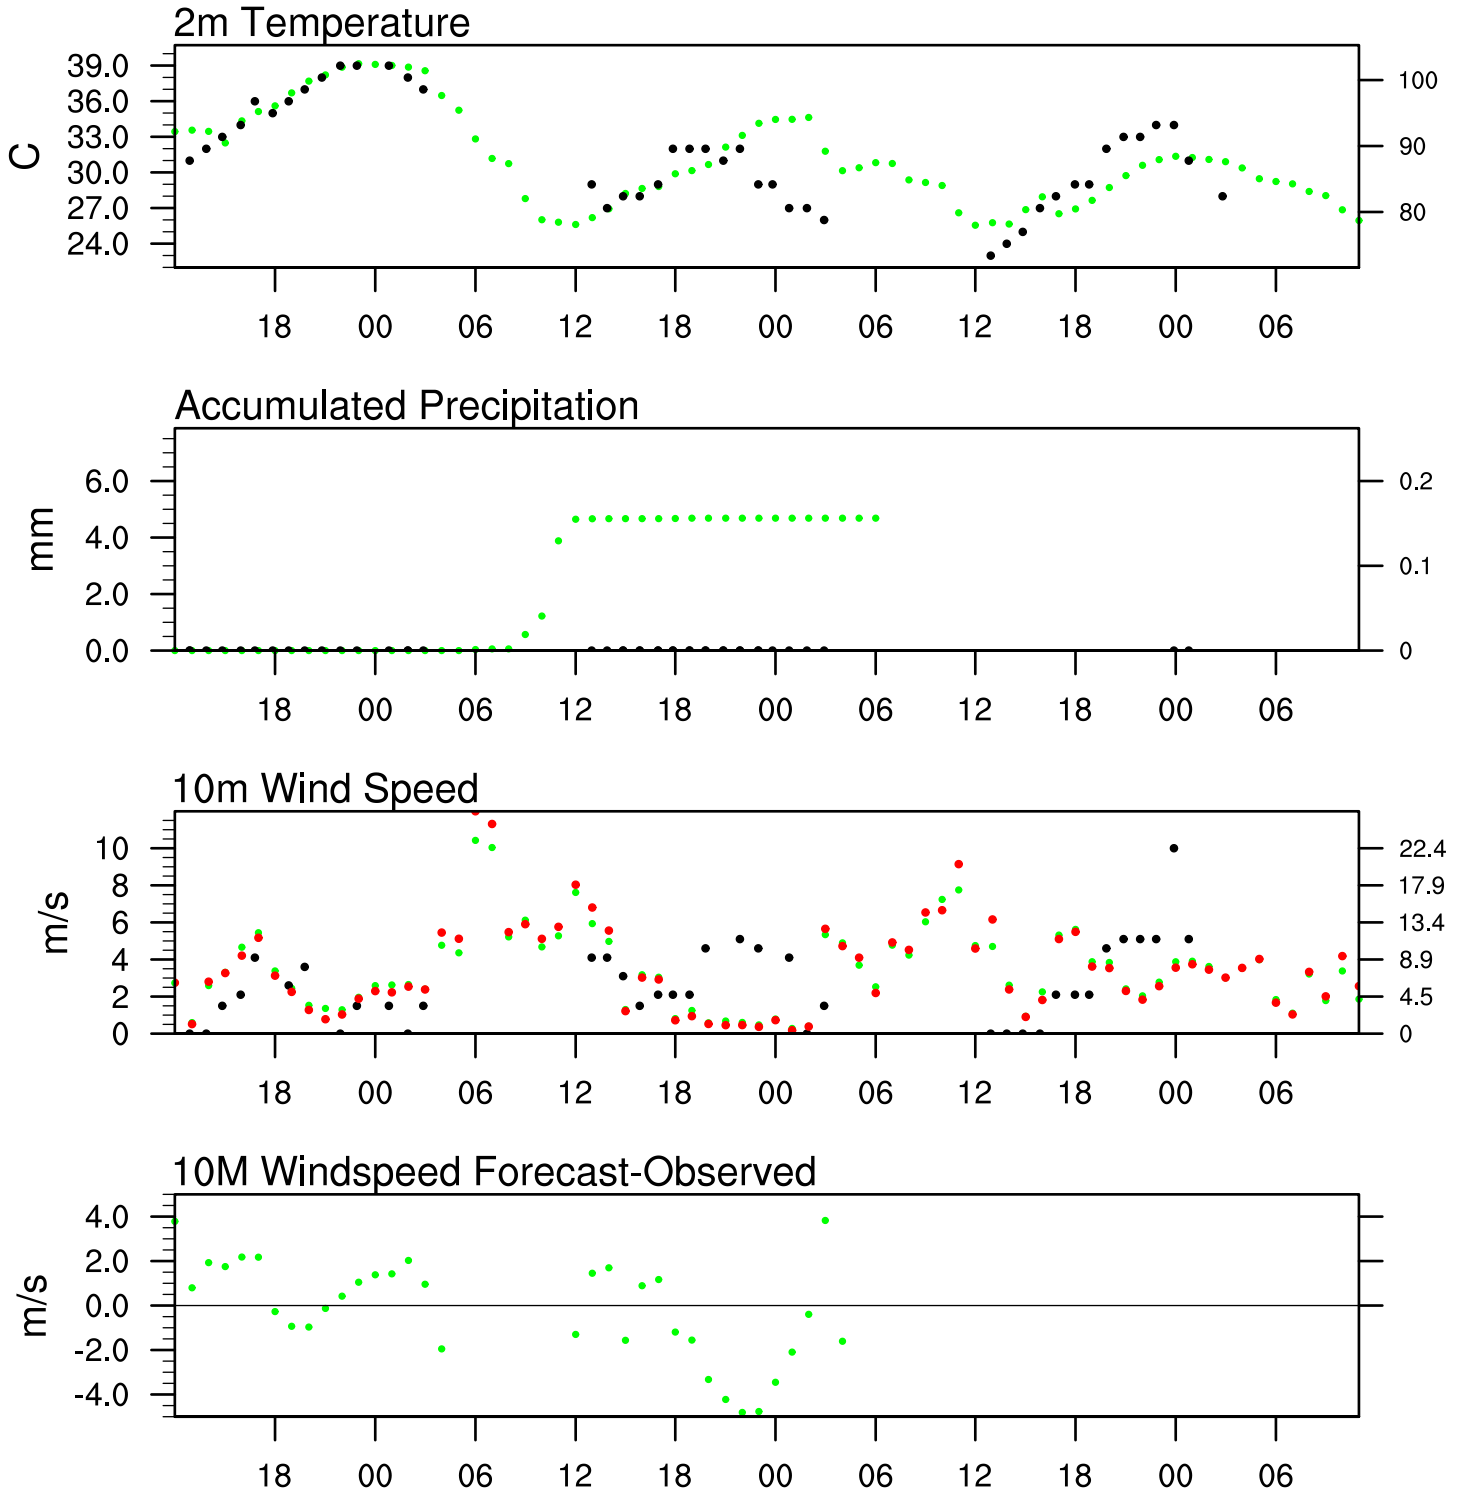 2m Temperature
39.0
36.0
33.0
30.0
27.0
24.0
C
100
90
80
18 00 06 12 18 00 06 12 18 00 06
Accumulated Precipitation
6.0
4.0
2.0
0.0
mm
0.2
0.1
0
18 00 06 12 18 00 06 12 18 00 06
10m Wind Speed
10
8
6
4
2
0
m/s
22.4
17.9
13.4
8.9
4.5
0
18 00 06 12 18 00 06 12 18 00 06
10M Windspeed Forecast-Observed
4.0
2.0
0.0
-2.0
-4.0
m/s
18 00 06 12 18 00 06 12 18 00 06